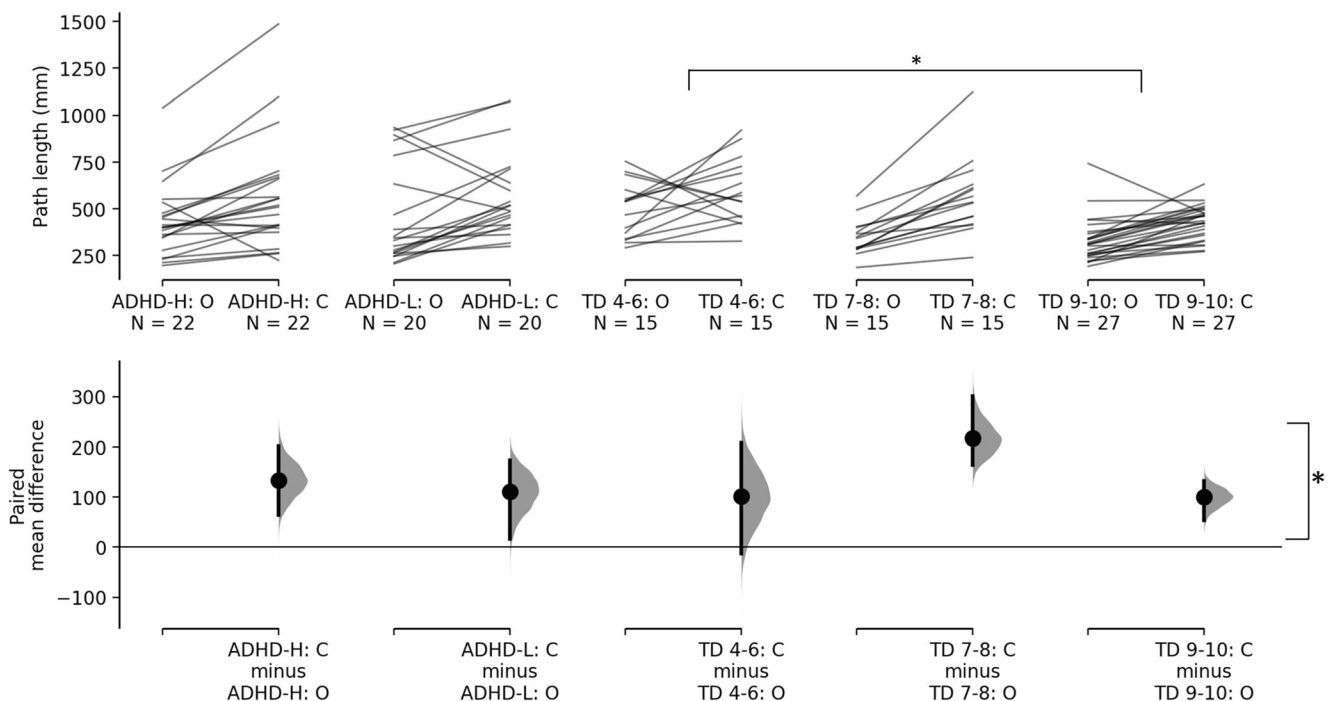 1500
1250
1000
750
500
250
Path length (mm)
*
ADHD-H: O ADHD-H: C ADHD-L: O ADHD-L: C TD 4-6: O TD 4-6: C TD 7-8: O TD 7-8: C TD 9-10: O TD 9-10: C
N = 22 N = 22 N = 20 N = 20 N = 15 N = 15 N = 15 N = 15 N = 27 N = 27
300
200
100
0
−100
Paired
mean difference
*
ADHD-H: C ADHD-L: C TD 4-6: C TD 7-8: C TD 9-10: C
minus minus minus minus minus
ADHD-H: O ADHD-L: O TD 4-6: O TD 7-8: O TD 9-10: O